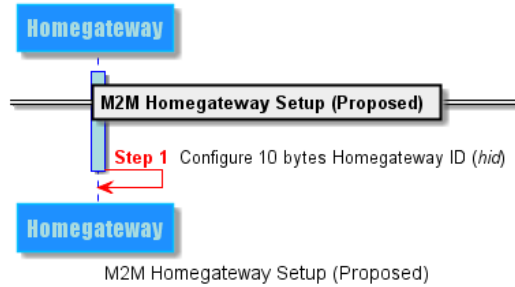 Homegateway
M2M Homegateway Setup (Proposed)
Step 1 Configure 10 bytes Homegateway ID (hid)
Homegateway
M2M Homegateway Setup (Proposed)